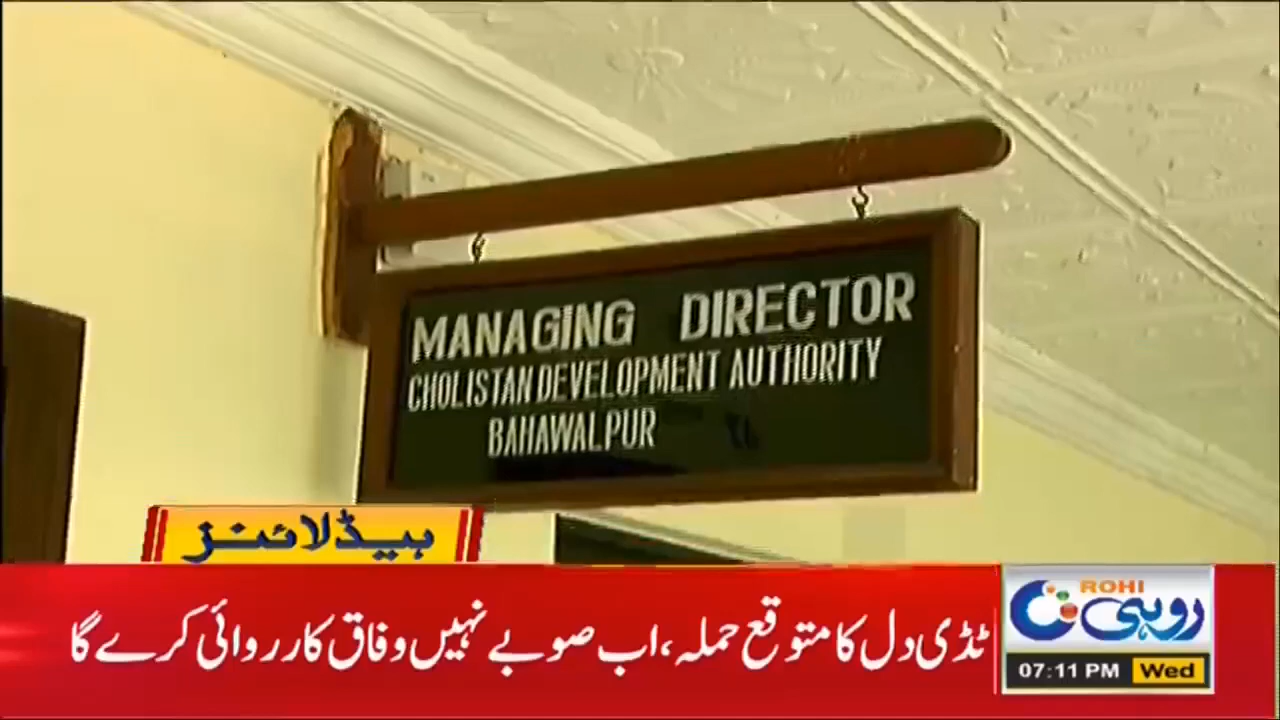 MANAGING DIRECTOR
CHOLISTAN DEVELOPMENT AUTHORITY
BAHAWALPUR
ہیڈلائنز
ٹڈی دل کا متوقع حملہ، اب صوبے نہیں وفاق کارروائی کرے گا
ROHI
روہی
07:11 PM Wed